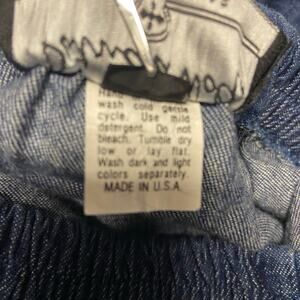 wash cold gentle
cycle. Use mild
detergent. Do not
bleach. Tumble dry
low or lay flat.
Wash dark and light
colors separately.
MADE IN U.S.A.